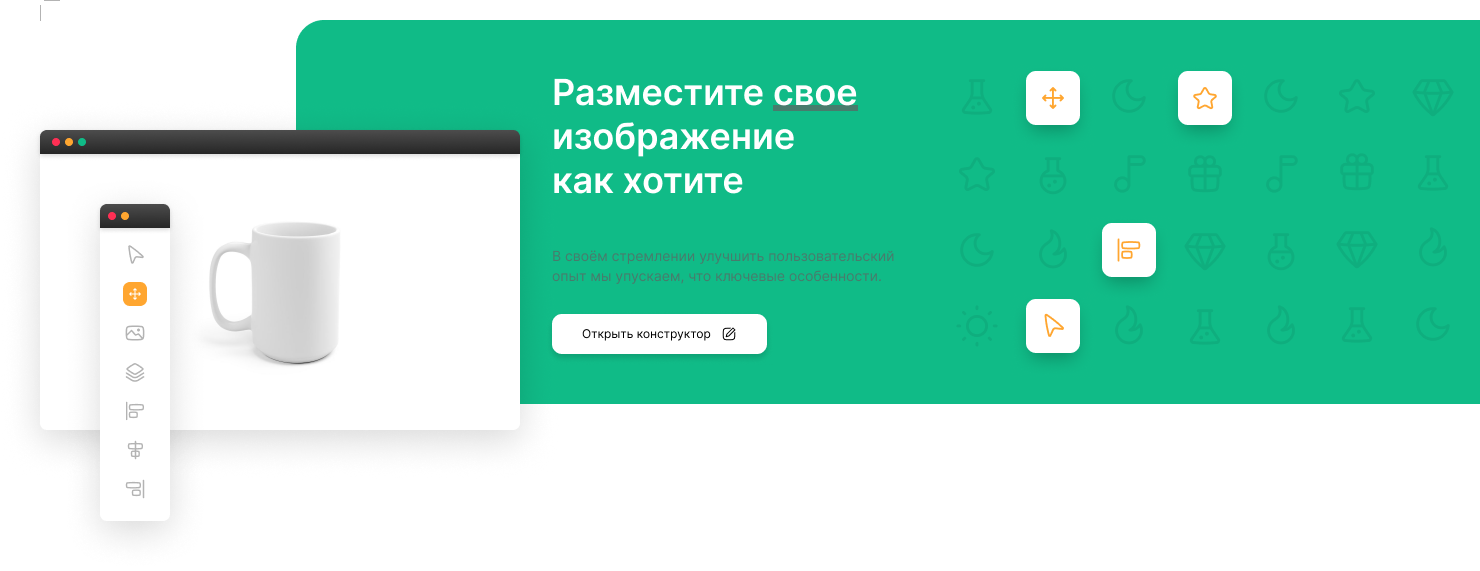 Разместите свое
изображение
как хотите
В своём стремлении улучшить пользовательский
опыт мы упускаем, что ключевые особенности.
Открыть конструктор